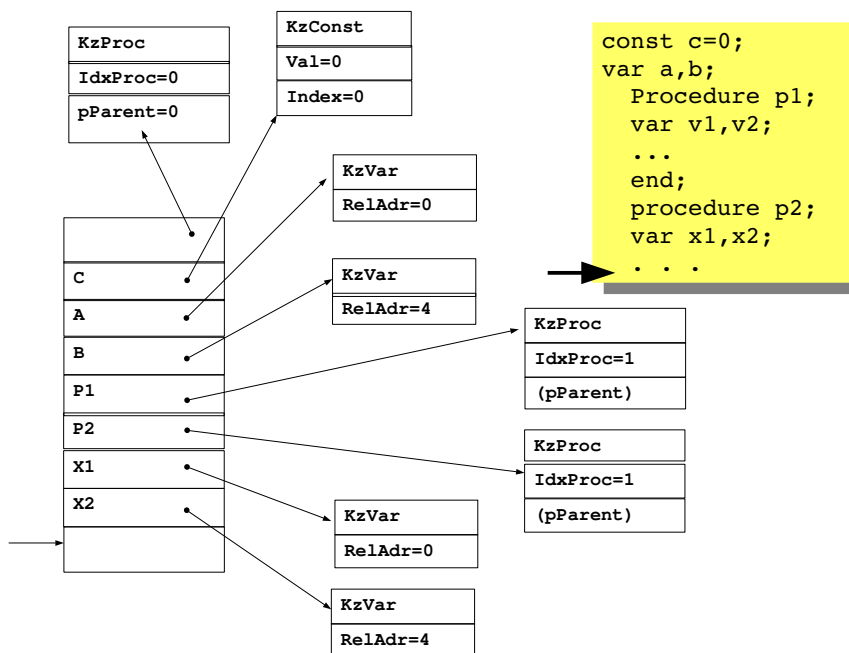 KzProc
IdxProc=0
pParent=0
KzConst
Val=0
Index=0
const c=0;
var a,b;
Procedure p1;
var v1,v2;
...
end;
procedure p2;
var x1,x2;
. . .
KzVar
RelAdr=0
C
A
B
P1
P2
X1
X2
KzVar
RelAdr=4
KzProc
IdxProc=1
(pParent)
KzProc
IdxProc=1
(pParent)
KzVar
RelAdr=0
KzVar
RelAdr=4